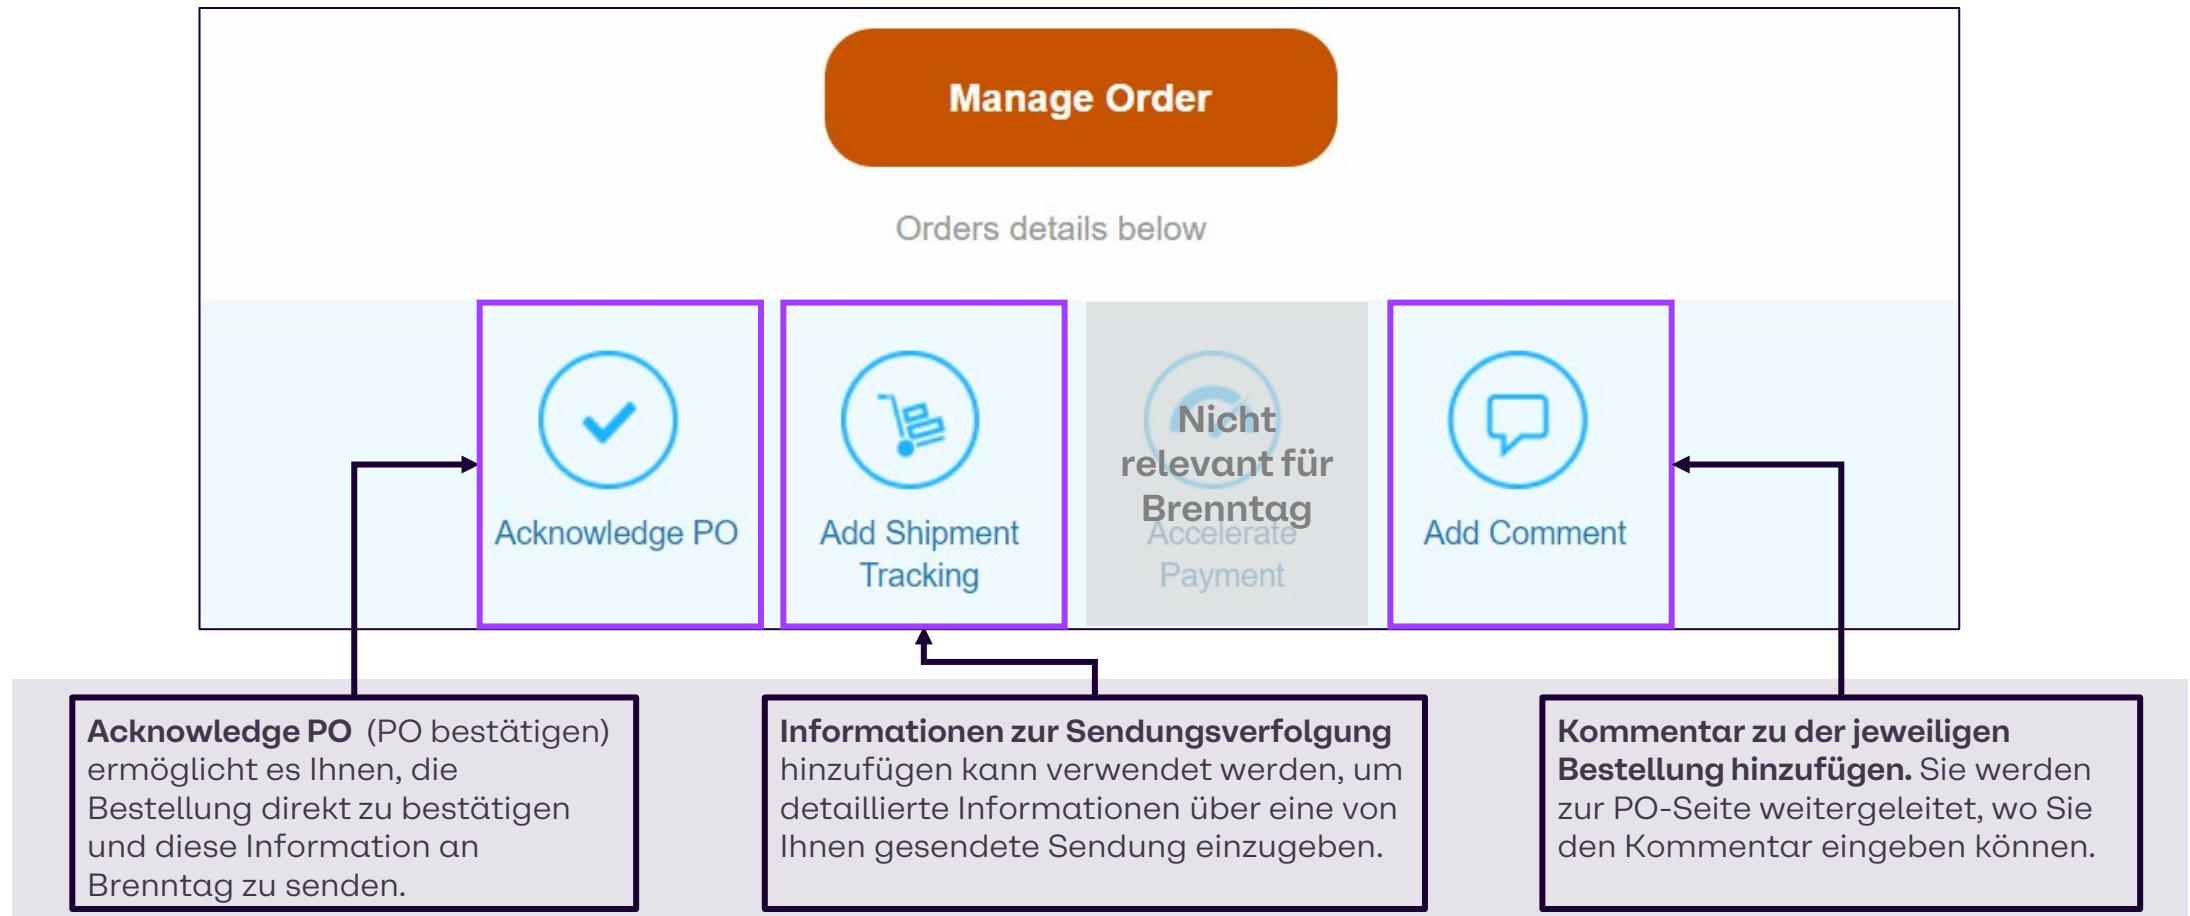 Manage Order
Orders details below
Acknowledge PO
Add Shipment
Tracking
Nicht
relevant für
Brenntag
Accelerate
Payment
Add Comment
Acknowledge PO (PO bestätigen)
ermöglicht es Ihnen, die
Bestellung direkt zu bestätigen
und diese Information an
Brenntag zu senden.
Informationen zur Sendungsverfolgung
hinzufügen kann verwendet werden, um
detaillierte Informationen über eine von
Ihnen gesendete Sendung einzugeben.
Kommentar zu der jeweiligen
Bestellung hinzufügen. Sie werden
zur PO-Seite weitergeleitet, wo Sie
den Kommentar eingeben können.